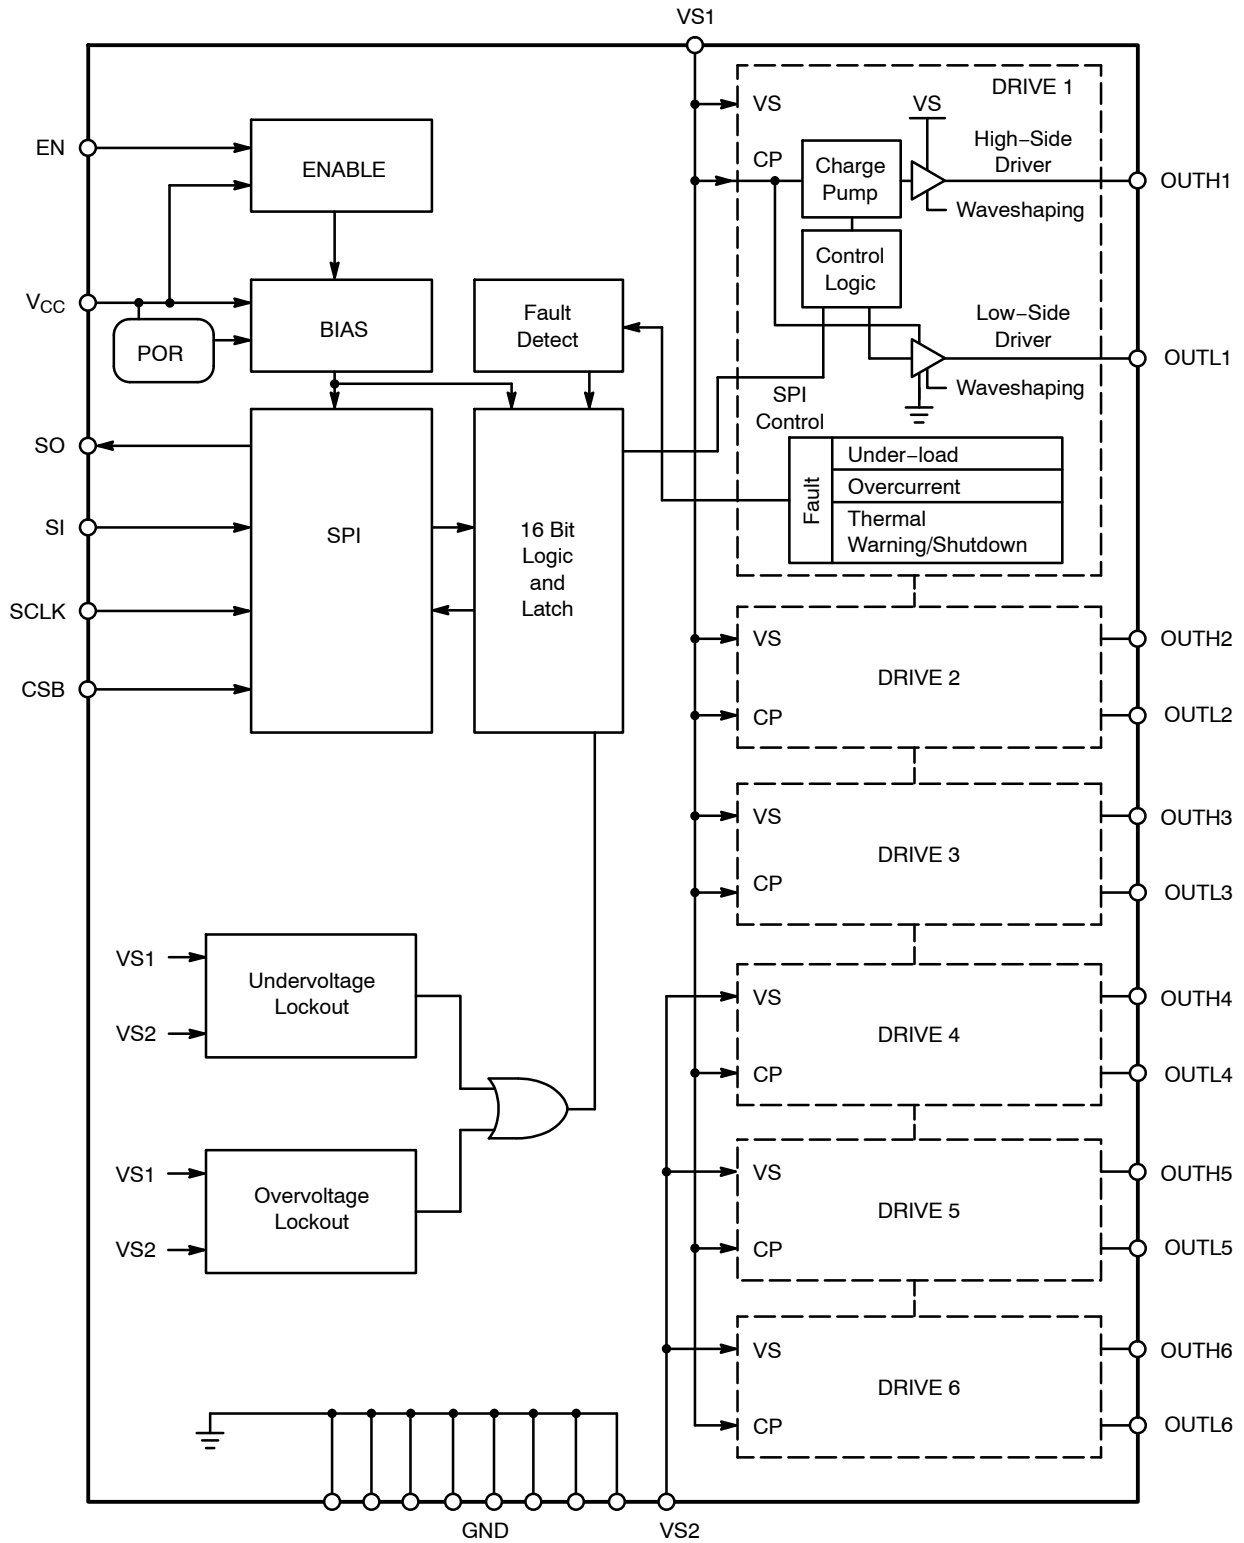 VS1
DRIVE 1
VS
VS
EN
ENABLE
CP
Charge
Pump
High−Side
Driver
OUTH1
Waveshaping
Control
Logic
VCC
POR
BIAS
Fault
Detect
Low−Side
Driver
OUTL1
Waveshaping
SPI
Control
SO
Fault
Under−load
Overcurrent
Thermal
Warning/Shutdown
SI
SPI
16 Bit
Logic
and
Latch
SCLK
CSB
VS
DRIVE 2
CP
OUTH2
OUTL2
VS
DRIVE 3
CP
OUTH3
OUTL3
VS1
VS2
Undervoltage
Lockout
VS
DRIVE 4
CP
OUTH4
OUTL4
VS1
VS2
Overvoltage
Lockout
VS
DRIVE 5
CP
OUTH5
OUTL5
VS
DRIVE 6
CP
OUTH6
OUTL6
GND
VS2